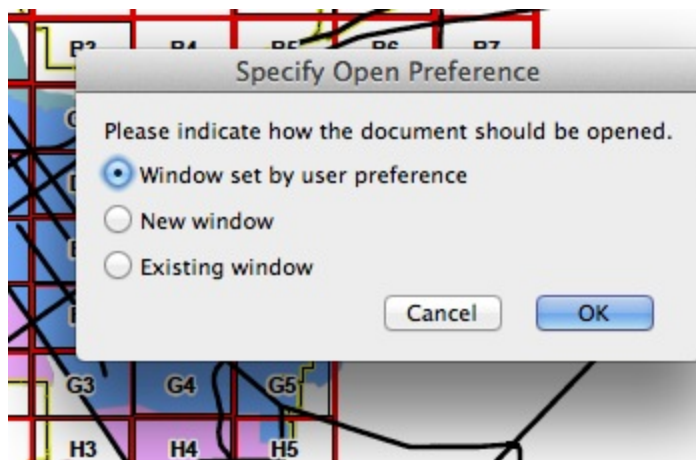 B3 B4 B5 B6 B7
Specify Open Preference
Please indicate how the document should be opened.
Window set by user preference
New window
Existing window
Cancel OK
G3 G4 G5
H3 H4 H5